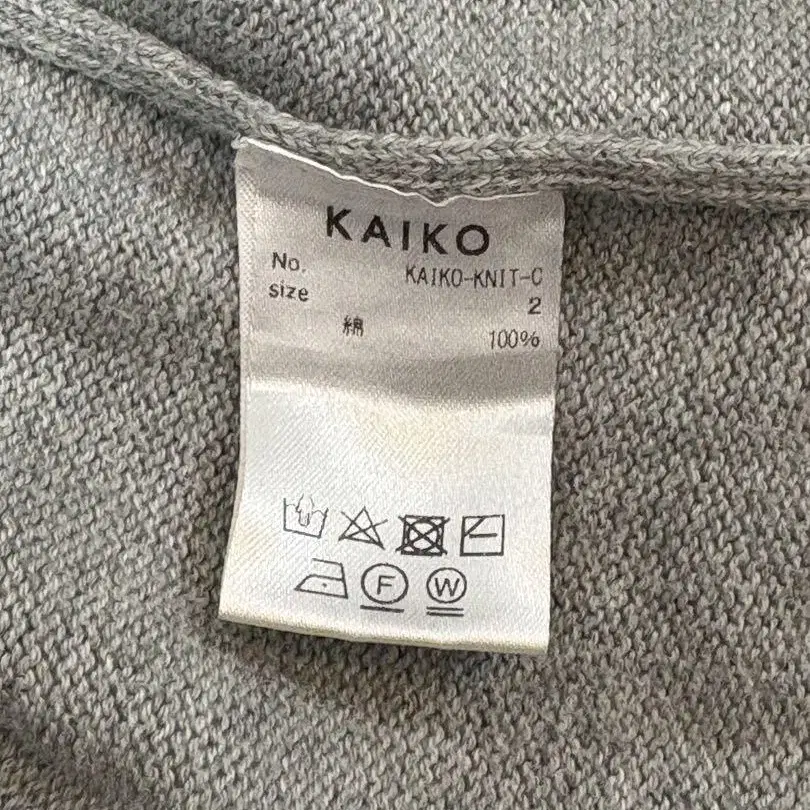 KAIKO
No. KAIKO-KNIT-C
size 2
綿 100%
F W